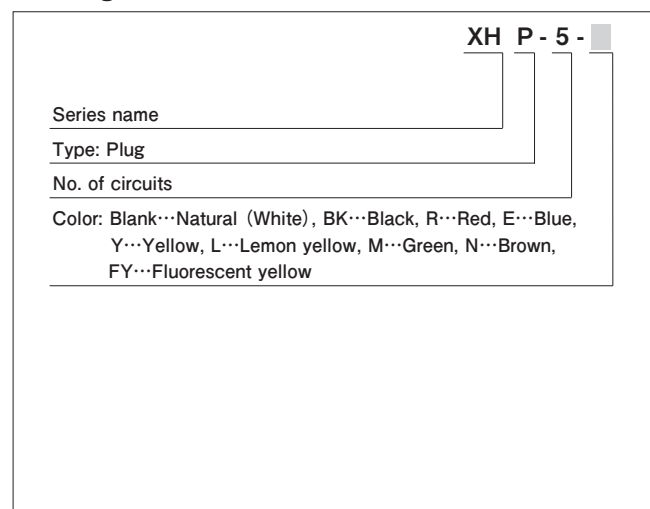 XH P - 5 -
Series name
Type: Plug
No. of circuits
Color: Blank···Natural (White), BK···Black, R···Red, E···Blue,
Y···Yellow, L···Lemon yellow, M···Green, N···Brown,
FY···Fluorescent yellow